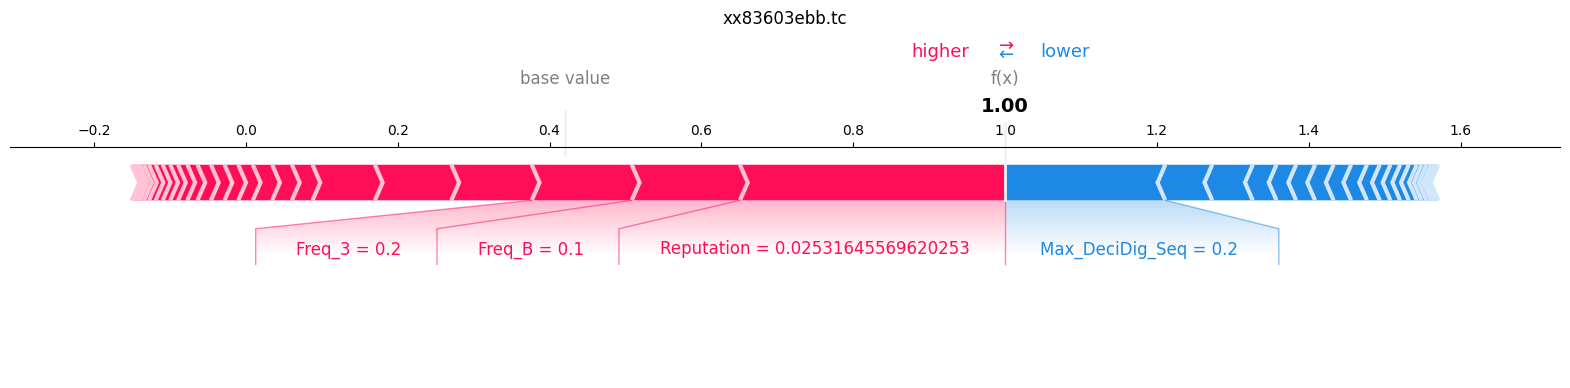 xx83603ebb.tc
higher ⇄ lower
base value f(x)
1.00
−0.2 0.0 0.2 0.4 0.6 0.8 1.0 1.2 1.4 1.6
Freq_3 = 0.2 Freq_B = 0.1 Reputation = 0.02531645569620253 Max_DeciDig_Seq = 0.2